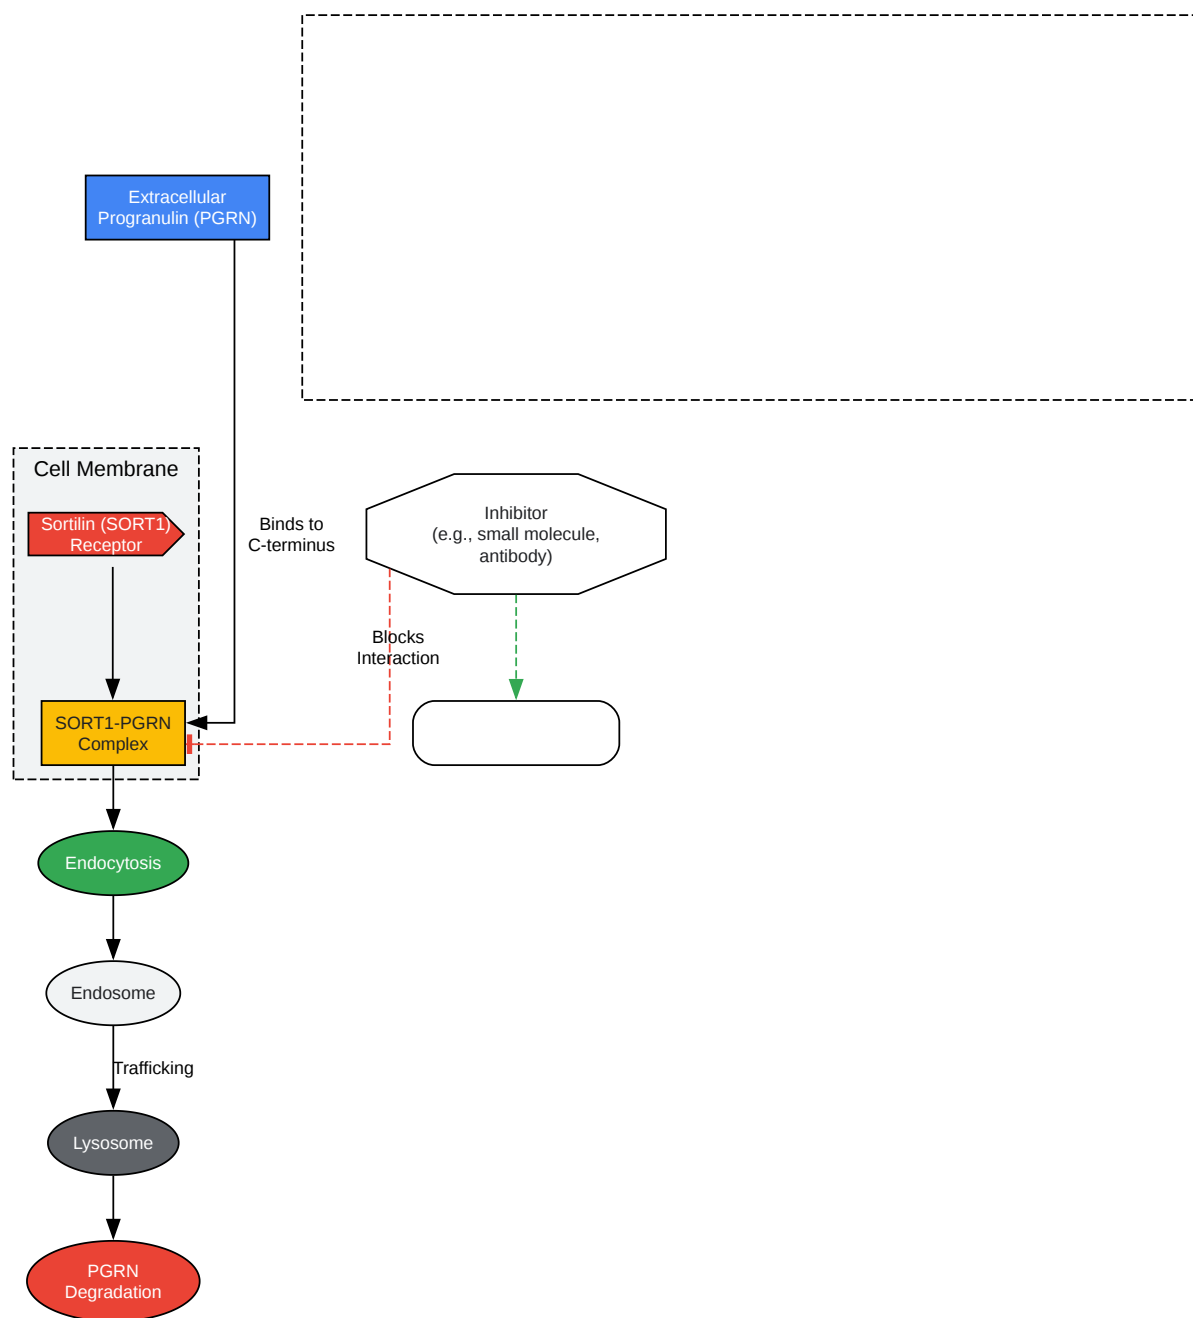 Extracellular
Progranulin (PGRN)
Cell Membrane
Sortilin (SORT1)
Receptor
Binds to
C-terminus
Inhibitor
(e.g., small molecule,
antibody)
Blocks
Interaction
SORT1-PGRN
Complex
Endocytosis
Endosome
Trafficking
Lysosome
PGRN
Degradation